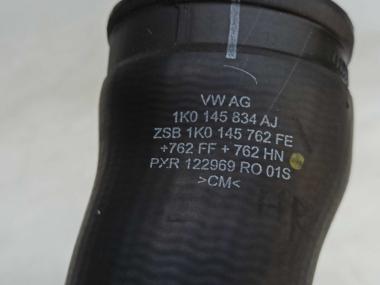 VW AG
1K0 145 834 AJ
ZSB 1K0 145 762 FE
+762 FF + 762 HN
PXR 122969 RO 01S
>CM<